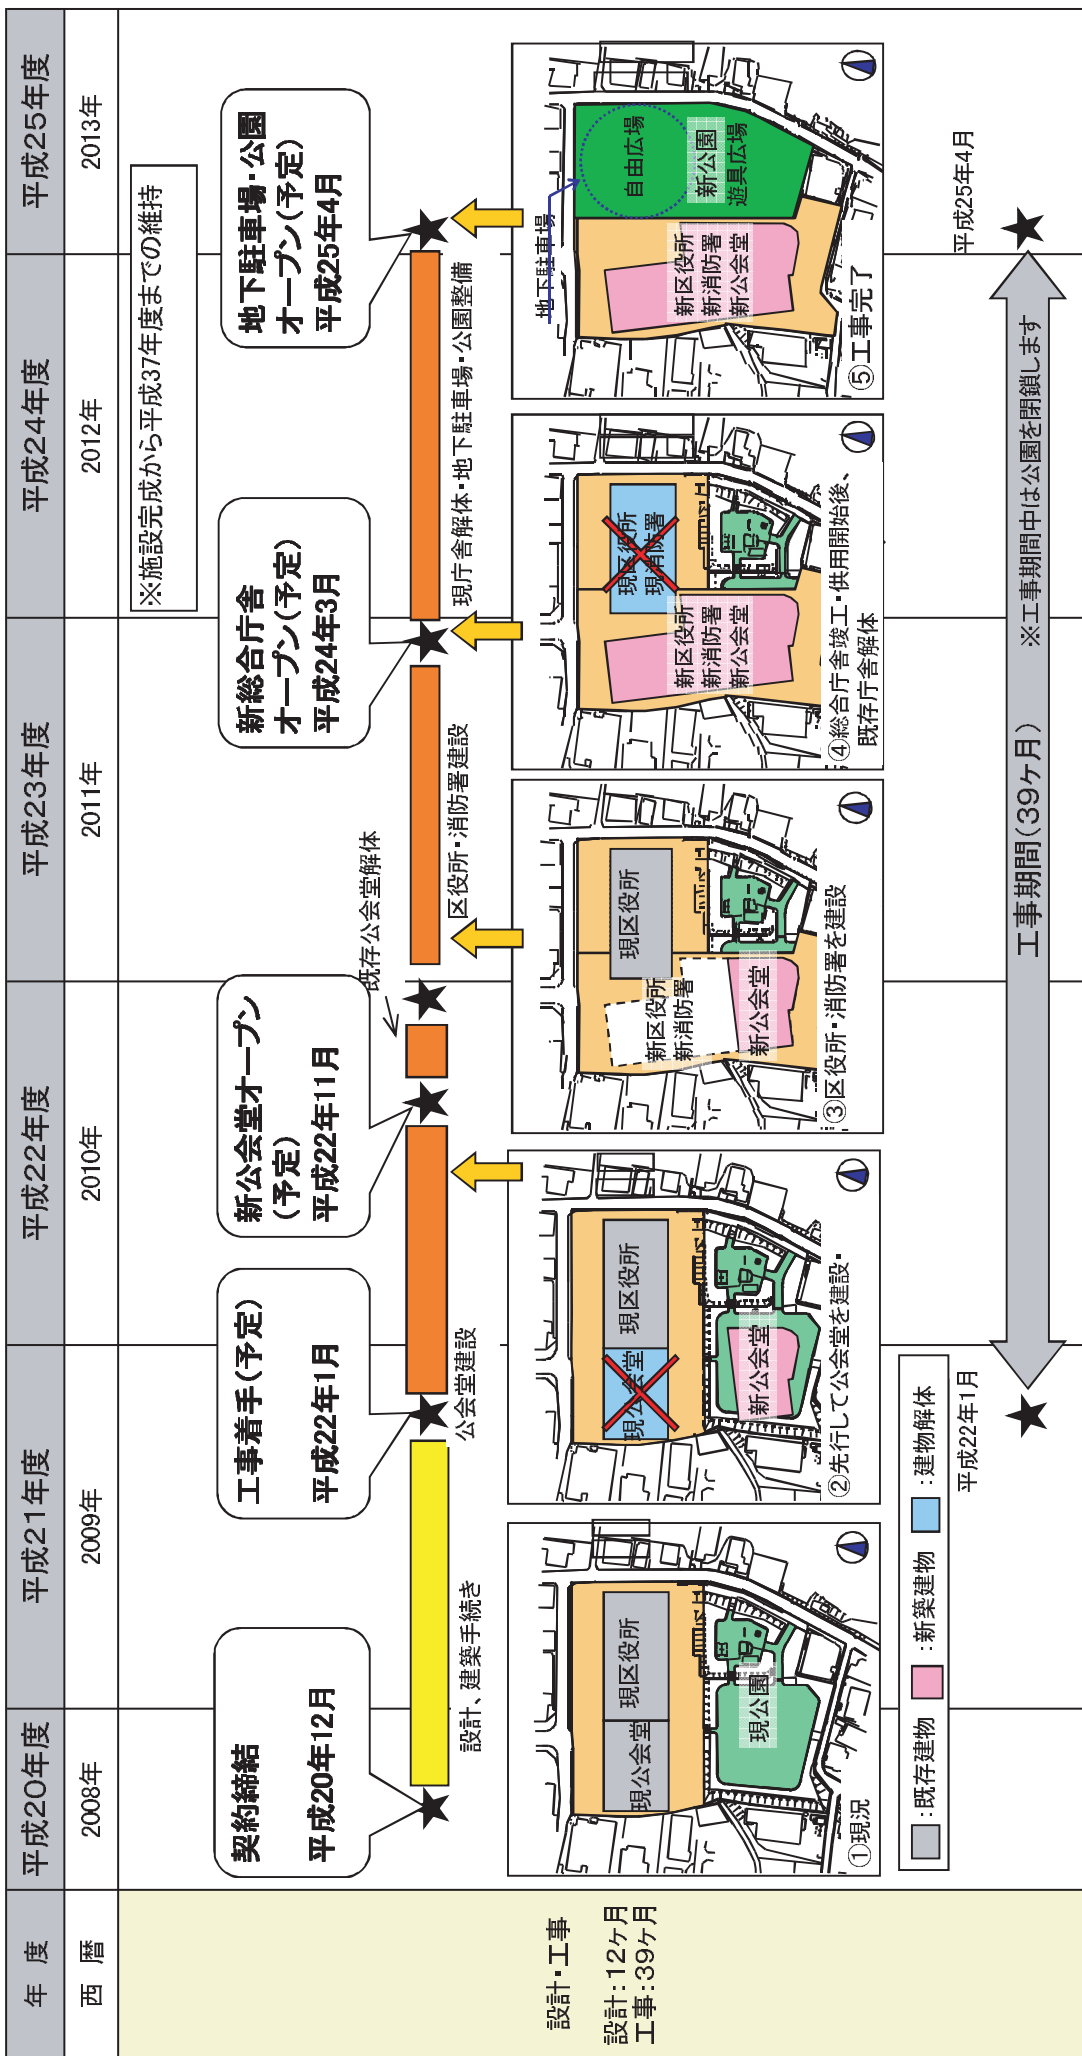 年 度
平成20年度
平成21年度
平成22年度
平成23年度
平成24年度
平成25年度
西 暦
2008年
2009年
2010年
2011年
2012年
2013年
※施設完成から平成37年度までの維持
契約締結
平成20年12月
工事着手(予定)
平成22年1月
新公会堂オープン
(予定)
平成22年11月
新総合庁舎
オープン(予定)
平成24年3月
地下駐車場・公園
オープン(予定)
平成25年4月
既存公会堂解体
設計、建築手続き
公会堂建設
区役所・消防署建設
現庁舎解体・地下駐車場・公園整備
設計・工事
設計:12ヶ月
工事:39ヶ月
現公会堂
現区役所
現公園
①現況
現公会堂
現区役所
新公会堂
②先行して公会堂を建設・
現区役所
新区役所
新消防署
新公会堂
③区役所・消防署を建設
現区役所
現消防署
新区役所
新消防署
新公会堂
④総合庁舎竣工・供用開始後、
既存庁舎解体
地下駐車場
自由広場
新公園
遊具広場
新区役所
新消防署
新公会堂
⑤工事完了
:既存建物
:新築建物
:建物解体
平成22年1月
平成25年4月
工事期間(39ヶ月)
※工事期間中は公園を閉鎖します